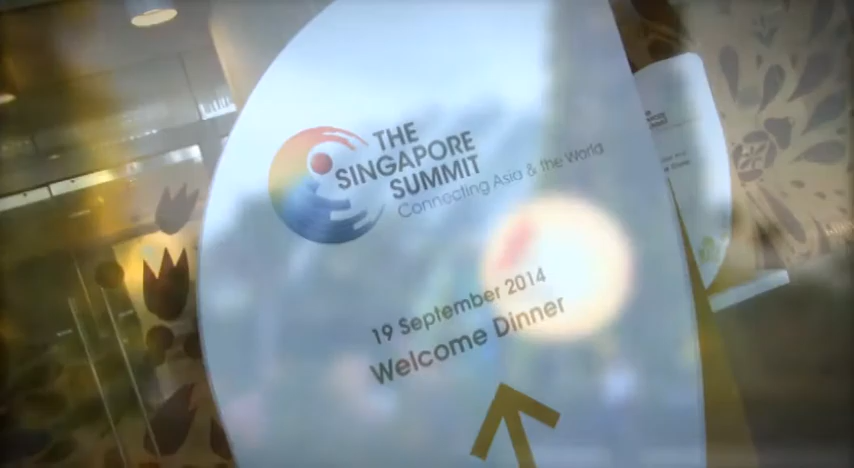 THE
SINGAPORE
SUMMIT
Connecting Asia & the World
19 September 2014
Welcome Dinner